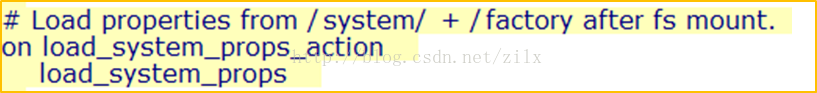 # Load properties from /system/ + /factory after fs mount.
on load_system_props_action
load_system_props
http://blog.csdn.net/zilx